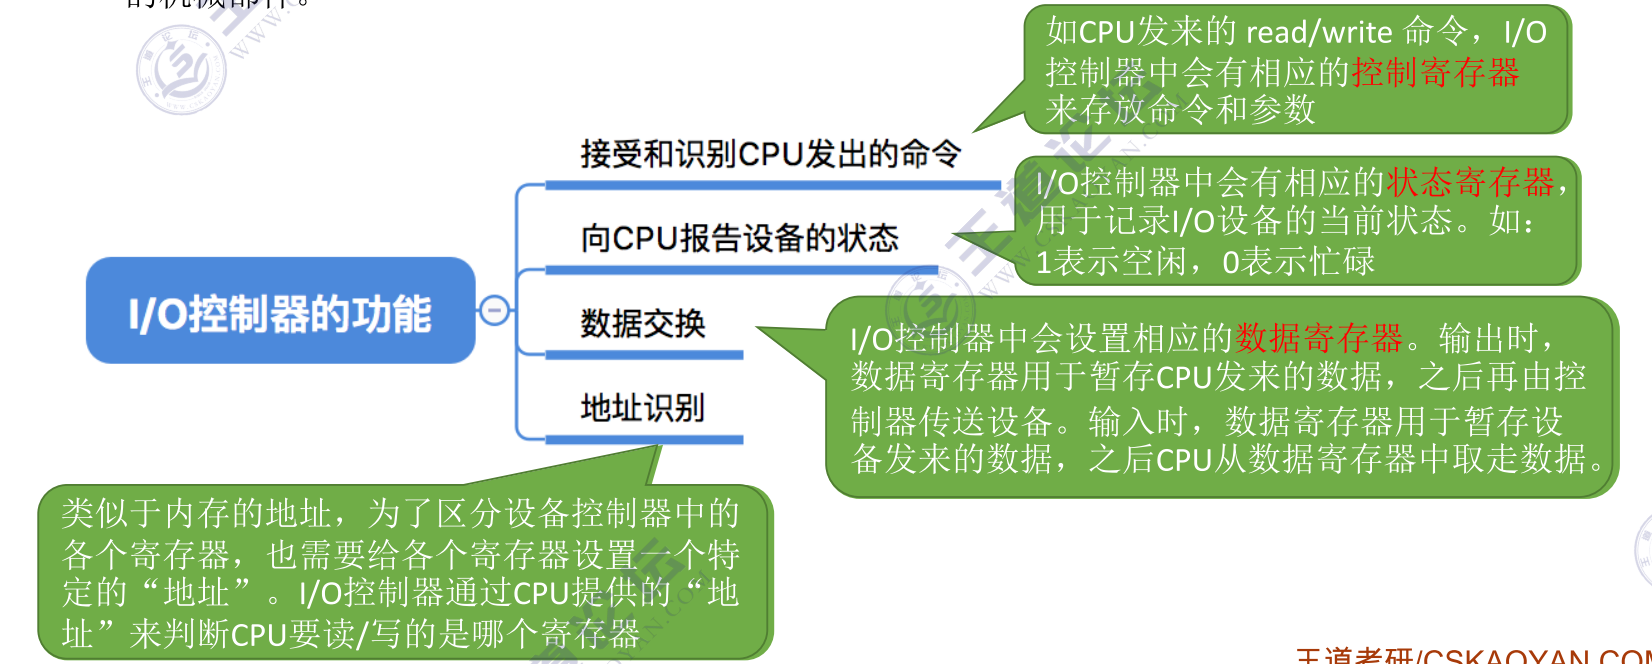 的机械部件。
如CPU发来的 read/write 命令，I/O
控制器中会有相应的控制寄存器
来存放命令和参数
接受和识别CPU发出的命令
I/O控制器中会有相应的状态寄存器，
用于记录I/O设备的当前状态。如：
1表示空闲，0表示忙碌
向CPU报告设备的状态
I/O控制器的功能
数据交换
I/O控制器中会设置相应的数据寄存器。输出时，
数据寄存器用于暂存CPU发来的数据，之后再由控
制器传送设备。输入时，数据寄存器用于暂存设
备发来的数据，之后CPU从数据寄存器中取走数据。
地址识别
类似于内存的地址，为了区分设备控制器中的
各个寄存器，也需要给各个寄存器设置一个特
定的“地址”。I/O控制器通过CPU提供的“地
址”来判断CPU要读/写的是哪个寄存器
王道考研/CSKAOYAN.COM